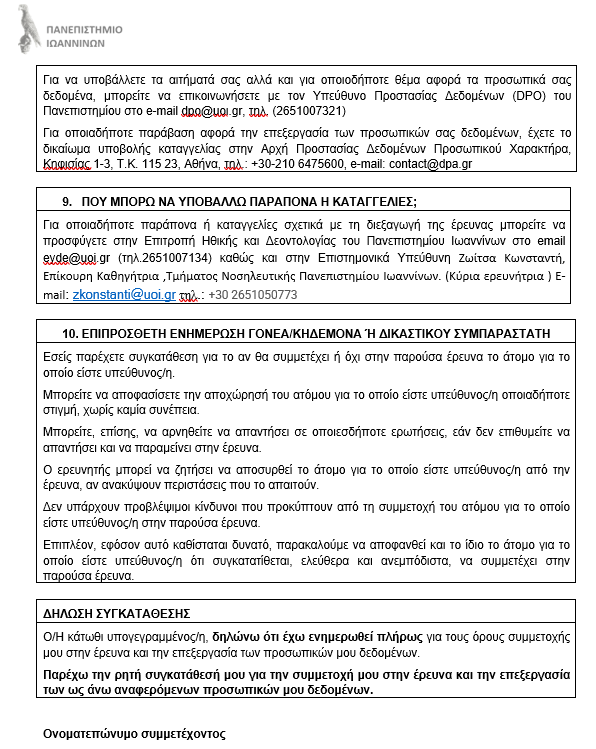 ΠΑΝΕΠΙΣΤΗΜΙΟ
ΙΩΑΝΝΙΝΩΝ
Για να υποβάλλετε τα αιτήματά σας αλλά και για οποιοδήποτε θέμα αφορά τα προσωπικά σας
δεδομένα, μπορείτε να επικοινωνήσετε με τον Υπεύθυνο Προστασίας Δεδομένων (DPO) του
Πανεπιστημίου στο e-mail dpo@uoi.gr, τηλ. (2651007321)
Για οποιαδήποτε παράβαση αφορά την επεξεργασία των προσωπικών σας δεδομένων, έχετε το
δικαίωμα υποβολής καταγγελίας στην Αρχή Προστασίας Δεδομένων Προσωπικού Χαρακτήρα,
Κηφισίας 1-3, Τ.Κ. 115 23, Αθήνα, τηλ.: +30-210 6475600, e-mail: contact@dpa.gr
9. ΠΟΥ ΜΠΟΡΩ ΝΑ ΥΠΟΒΑΛΛΩ ΠΑΡΑΠΟΝΑ Η ΚΑΤΑΓΓΕΛΙΕΣ;
Για οποιαδήποτε παράπονα ή καταγγελίες σχετικά με τη διεξαγωγή της έρευνας μπορείτε να
προσφύγετε στην Επιτροπή Ηθικής και Δεοντολογίας του Πανεπιστημίου Ιωαννίνων στο email
eyde@uoi.gr (τηλ.2651007134) καθώς και στην Επιστημονικά Υπεύθυνη Ζωίτσα Κωνσταντή,
Επίκουρη Καθηγήτρια ,Τμήματος Νοσηλευτικής Πανεπιστημίου Ιωαννίνων. (Κύρια ερευνήτρια ) E-
mail: zkonstanti@uoi.gr τηλ.: +30 2651050773
10. ΕΠΙΠΡΟΣΘΕΤΗ ΕΝΗΜΕΡΩΣΗ ΓΟΝΕΑ/ΚΗΔΕΜΟΝΑ Ή ΔΙΚΑΣΤΙΚΟΥ ΣΥΜΠΑΡΑΣΤΑΤΗ
Εσείς παρέχετε συγκατάθεση για το αν θα συμμετέχει ή όχι στην παρούσα έρευνα το άτομο για το
οποίο είστε υπεύθυνος/η.
Μπορείτε να αποφασίσετε την αποχώρησή του ατόμου για το οποίο είστε υπεύθυνος/η οποιαδήποτε
στιγμή, χωρίς καμία συνέπεια.
Μπορείτε, επίσης, να αρνηθείτε να απαντήσει σε οποιεσδήποτε ερωτήσεις, εάν δεν επιθυμείτε να
απαντήσει και να παραμείνει στην έρευνα.
Ο ερευνητής μπορεί να ζητήσει να αποσυρθεί το άτομο για το οποίο είστε υπεύθυνος/η από την
έρευνα, αν ανακύψουν περιστάσεις που το απαιτούν.
Δεν υπάρχουν προβλέψιμοι κίνδυνοι που προκύπτουν από τη συμμετοχή του ατόμου για το οποίο
είστε υπεύθυνος/η στην παρούσα έρευνα.
Επιπλέον, εφόσον αυτό καθίσταται δυνατό, παρακαλούμε να αποφανθεί και το ίδιο το άτομο για το
οποίο είστε υπεύθυνος/η ότι συγκατατίθεται, ελεύθερα και ανεμπόδιστα, να συμμετέχει στην
παρούσα έρευνα.
ΔΗΛΩΣΗ ΣΥΓΚΑΤΑΘΕΣΗΣ
Ο/Η κάτωθι υπογεγραμμένος/η, δηλώνω ότι έχω ενημερωθεί πλήρως για τους όρους συμμετοχής
μου στην έρευνα και την επεξεργασία των προσωπικών μου δεδομένων.
Παρέχω την ρητή συγκατάθεσή μου για την συμμετοχή μου στην έρευνα και την επεξεργασία
των ως άνω αναφερόμενων προσωπικών μου δεδομένων.
Ονοματεπώνυμο συμμετέχοντος